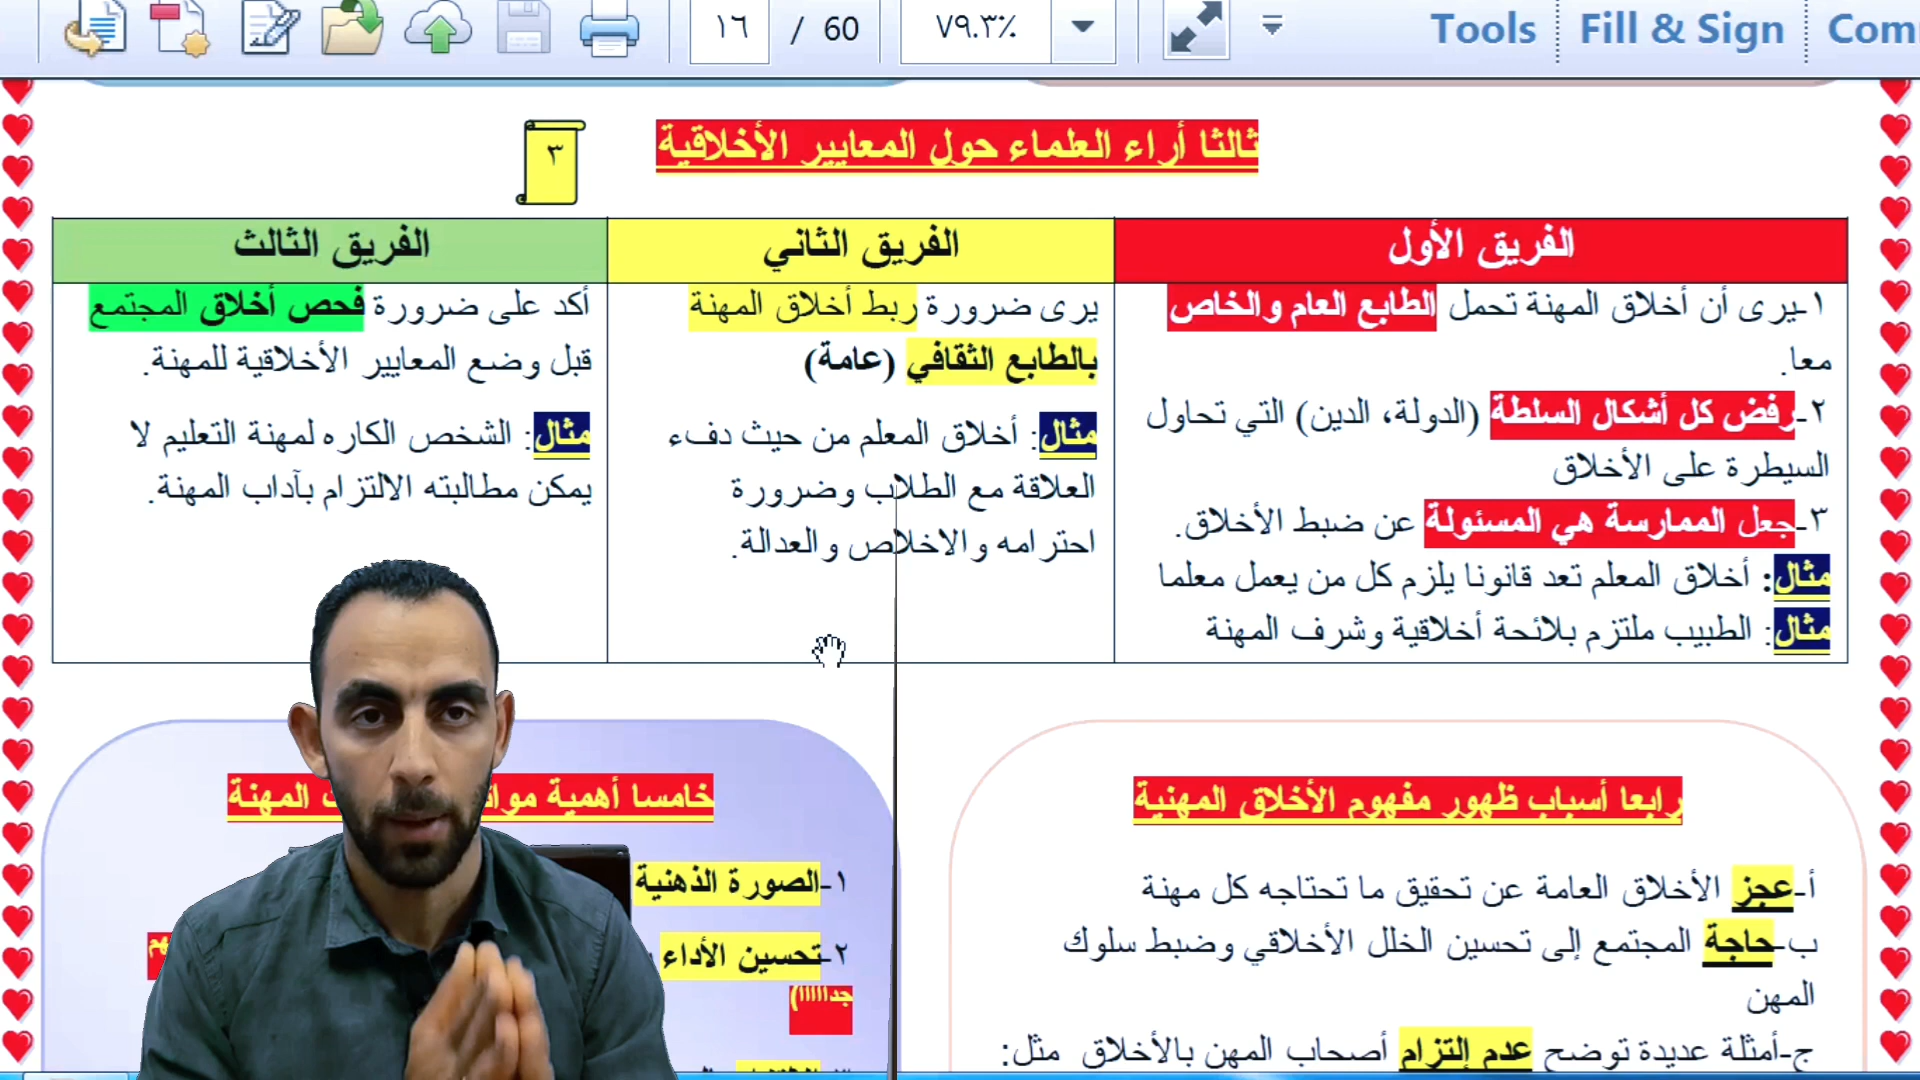 ١٦ / 60
٧٩.٣٪
Tools
Fill & Sign
Com
ثالثا أراء العلماء حول المعايير الأخلاقية
٣
الفريق الأول
١-يرى أن أخلاق المهنة تحمل الطابع العام والخاص
معا.
٢-رفض كل أشكال السلطة (الدولة، الدين) التي تحاول
السيطرة على الأخلاق
٣-جعل الممارسة هي المسئولة عن ضبط الأخلاق.
مثال: أخلاق المعلم تعد قانونا يلزم كل من يعمل معلما
مثال: الطبيب ملتزم بلائحة أخلاقية وشرف المهنة
الفريق الثاني
يرى ضرورة ربط أخلاق المهنة
بالطابع الثقافي (عامة)
مثال: أخلاق المعلم من حيث دفء
العلاقة مع الطلاب وضرورة
احترامه والاخلاص والعدالة.
الفريق الثالث
أكد على ضرورة فحص أخلاق المجتمع
قبل وضع المعايير الأخلاقية للمهنة.
مثال: الشخص الكاره لمهنة التعليم لا
يمكن مطالبته الالتزام بآداب المهنة.
رابعا أسباب ظهور مفهوم الأخلاق المهنية
أ-عجز الأخلاق العامة عن تحقيق ما تحتاجه كل مهنة
ب-حاجة المجتمع إلى تحسين الخلل الأخلاقي وضبط سلوك
المهن
ج-أمثلة عديدة توضح عدم إلتزام أصحاب المهن بالأخلاق مثل:
خامسا أهمية المهنة
١-الصورة الذهنية
٢-تحسين الأداء
جدااااا)